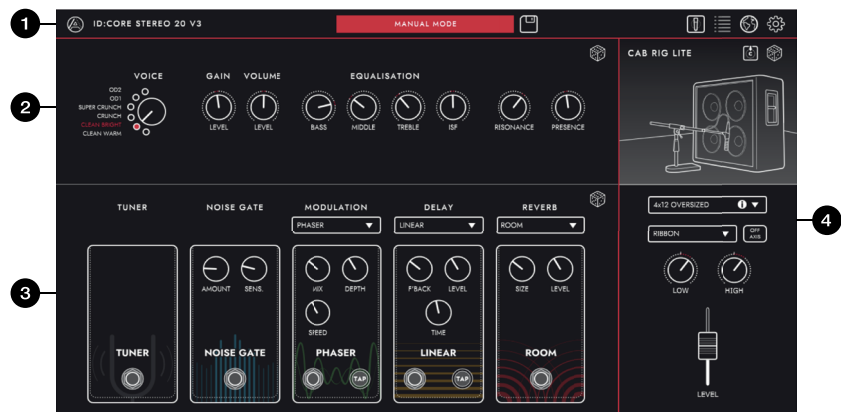 1
ID:CORE STEREO 20 V3
MANUAL MODE
2
VOICE
OD2
OD1
SUPER CRUNCH
CRUNCH
CLEAN BRIGHT
CLEAN WARM
GAIN VOLUME
LEVEL LEVEL
EQUALISATION
BASS MIDDLE TREBLE ISF
RESONANCE PRESENCE
CAB RIG LITE
C
3
TUNER
TUNER
NOISE GATE
AMOUNT SENS.
NOISE GATE
MODULATION
PHASER
MIX DEPTH
SPEED
PHASER
TAP
DELAY
LINEAR
F'BACK LEVEL
TIME
LINEAR
TAP
REVERB
ROOM
SIZE LEVEL
ROOM
4
4x12 OVERSIZED
RIBBON
OFF
AXIS
LOW HIGH
LEVEL